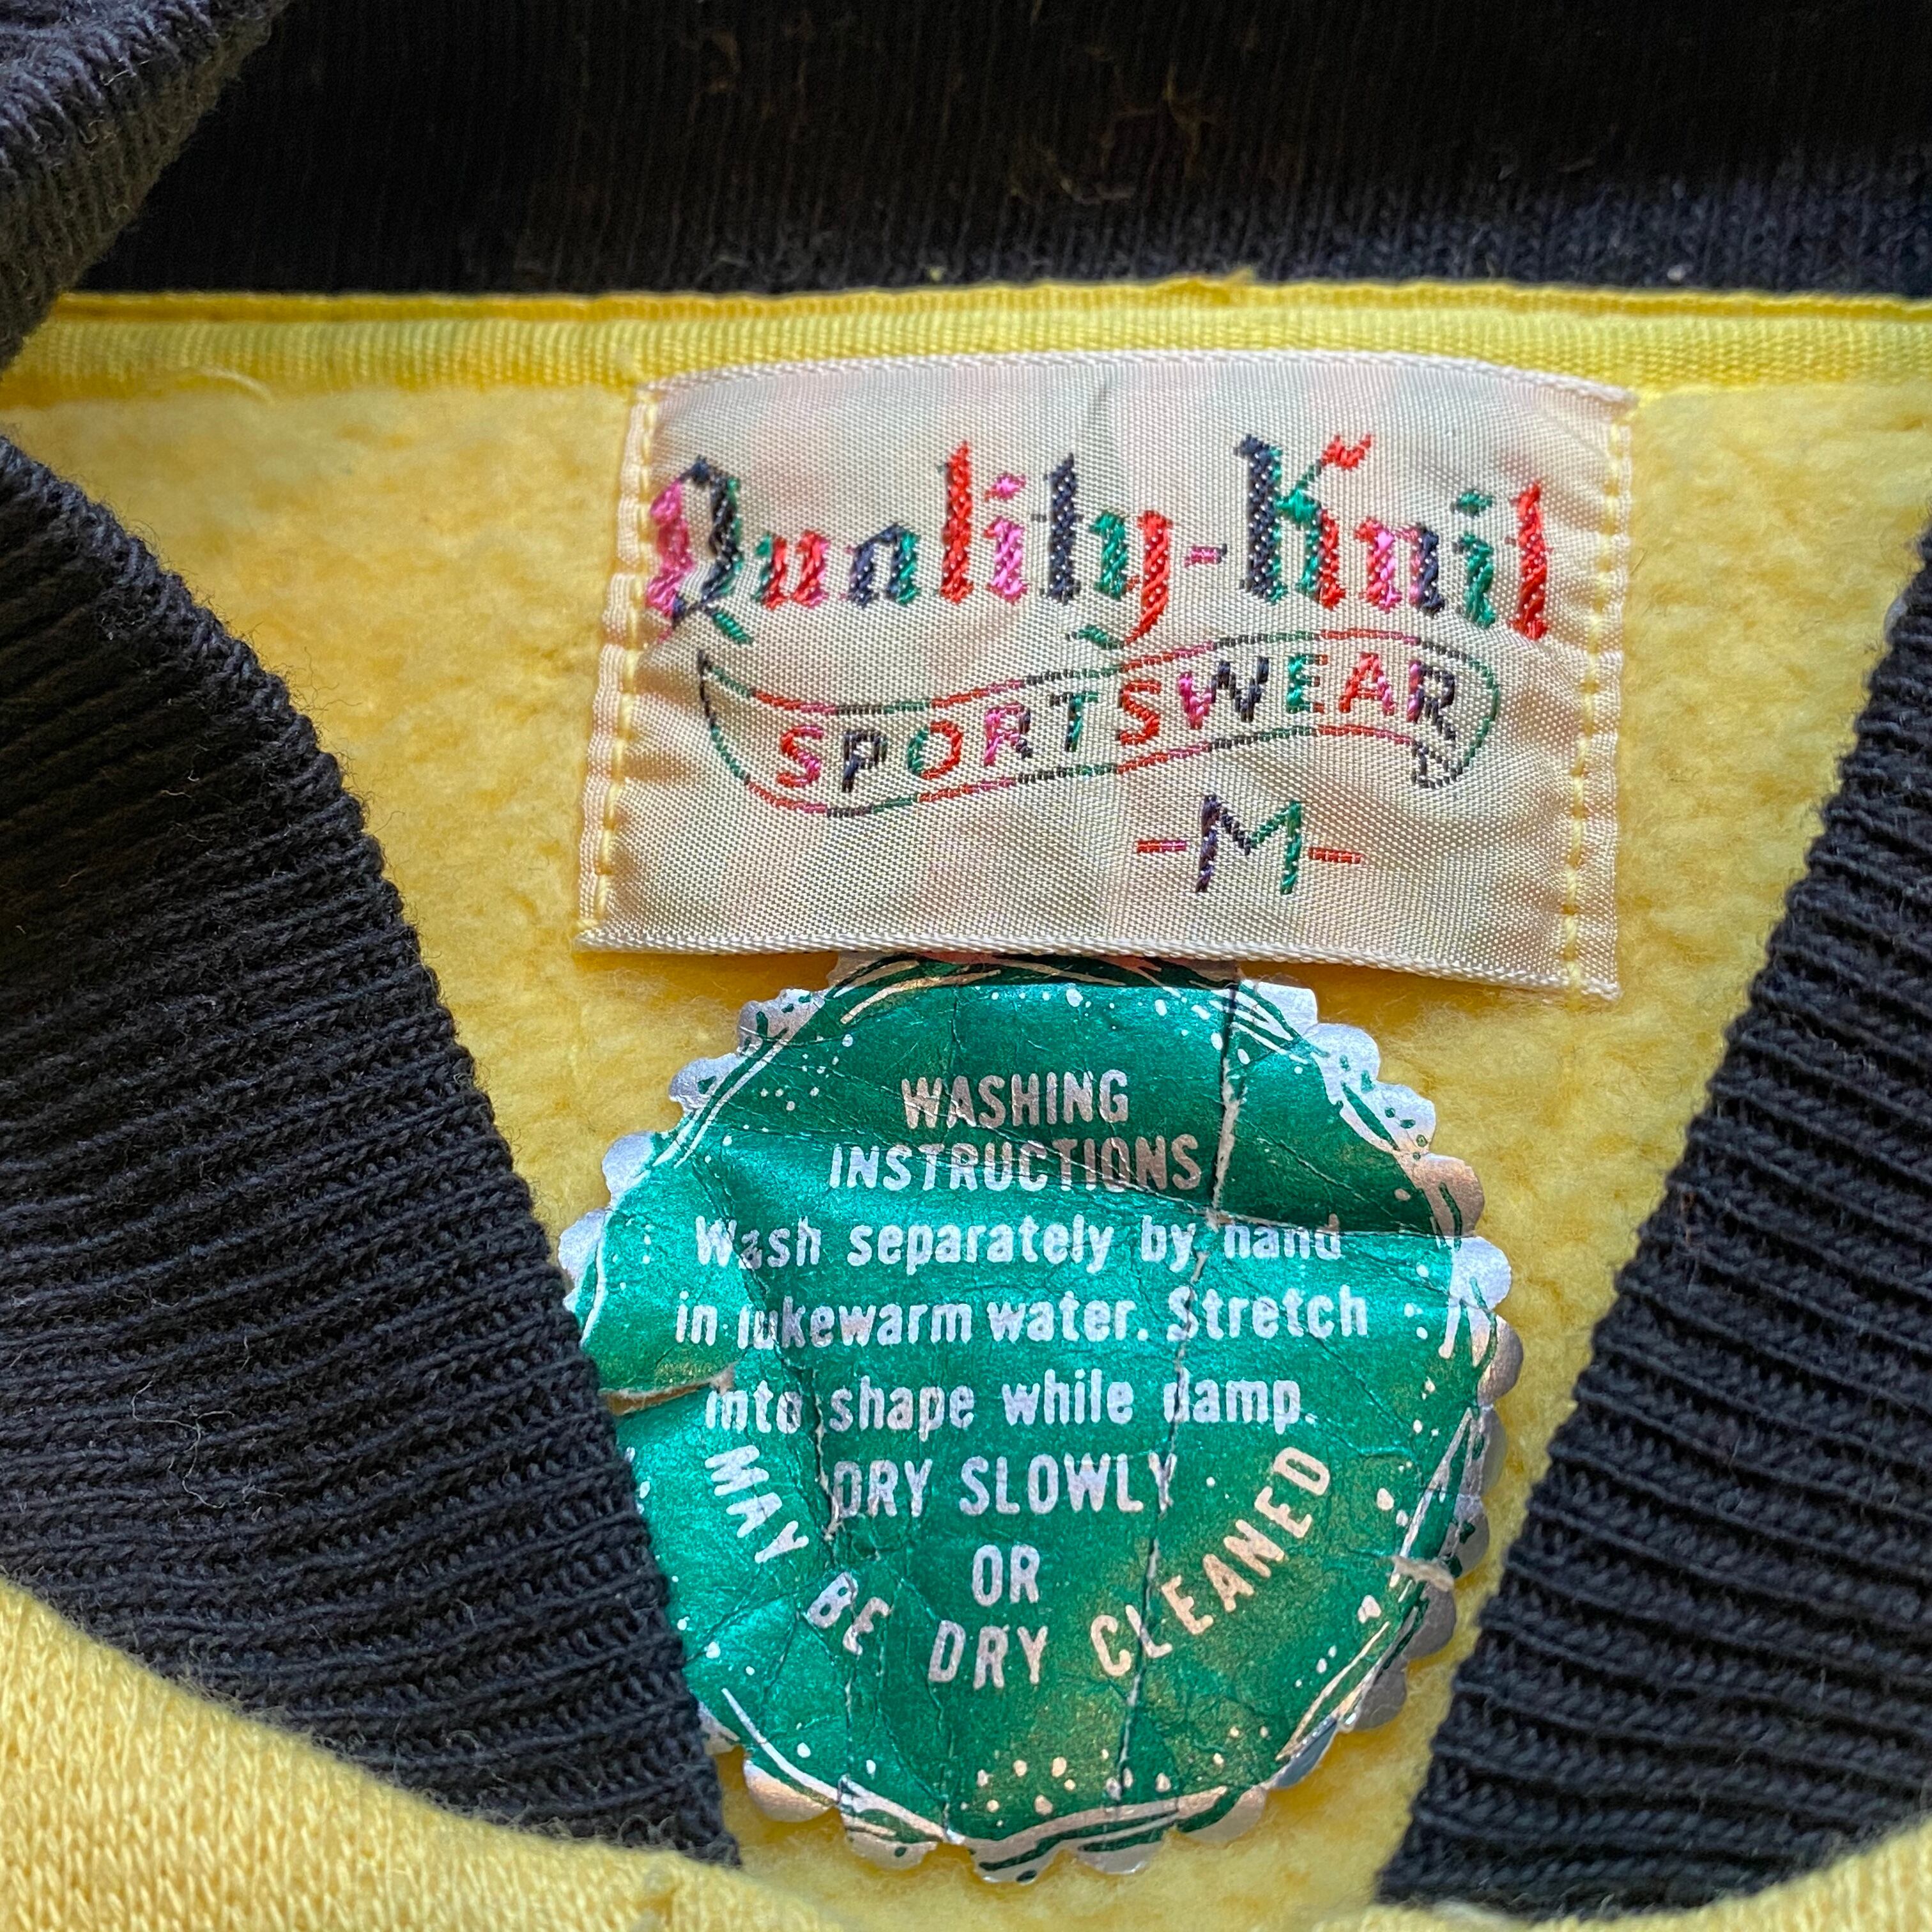 Quality-Knit
SPORTSWEAR
-M-
WASHING
INSTRUCTIONS
Wash separately by hand
in lukewarm water. Stretch
into shape while damp.
DRY SLOWLY
OR
MAY BE DRY CLEANED